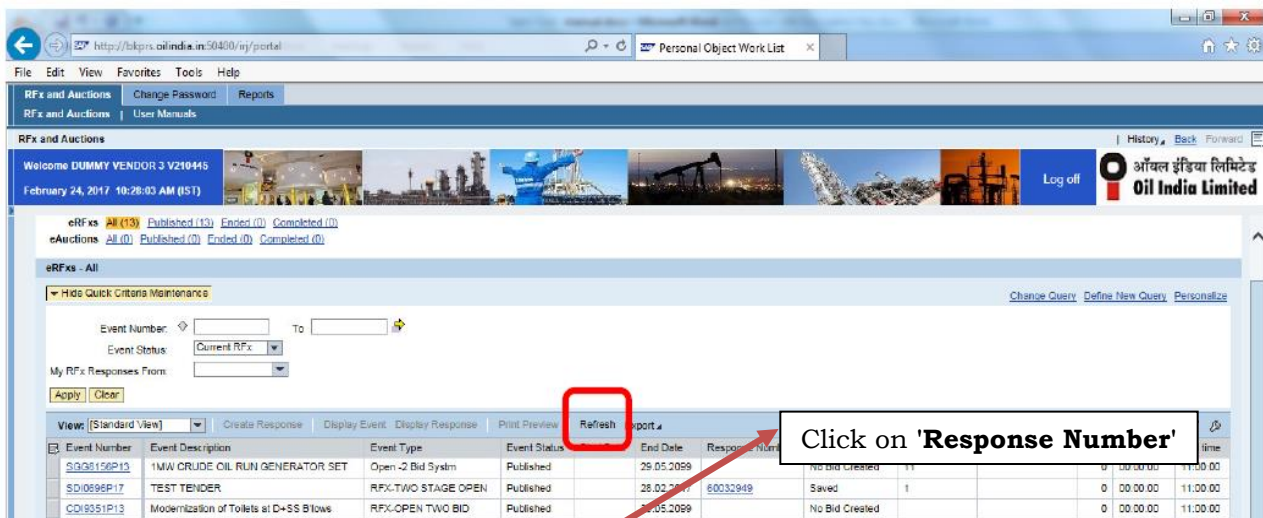 http://bkprs.oilindia.in:50400/irj/portal
Personal Object Work List
File Edit View Favorites Tools Help
RFx and Auctions Change Password Reports
RFx and Auctions | User Manuals
RFx and Auctions
| History Back Forward
Welcome DUMMY VENDOR 3 V210445
February 24, 2017 10:28:03 AM (IST)
Log off
ऑयल इंडिया लिमिटेड
Oil India Limited
eRFxs All (13) Published (13) Ended (0) Completed (0)
eAuctions All (0) Published (0) Ended (0) Completed (0)
eRFxs - All
Hide Quick Criteria Maintenance
Change Query Define New Query Personalize
Event Number: To
Event Status: Current RFx
My RFx Responses From:
Apply Clear
View: [Standard View] Create Response Display Event Display Response Print Preview Refresh Export
Click on 'Response Number'
Event Number Event Description Event Type Event Status End Date time
SGG8156P13 1MW CRUDE OIL RUN GENERATOR SET Open -2 Bid Systm Published 29.05.2099 No Bid Created 11 0 00:00:00 11:00:00
SDI0696P17 TEST TENDER RFX-TWO STAGE OPEN Published 60032949 Saved 1 0 00:00:00 11:00:00
CDI9351P13 Modernization of Toilets at D+SS B'lows RFX-OPEN TWO BID Published No Bid Created 0 00:00:00 11:00:00